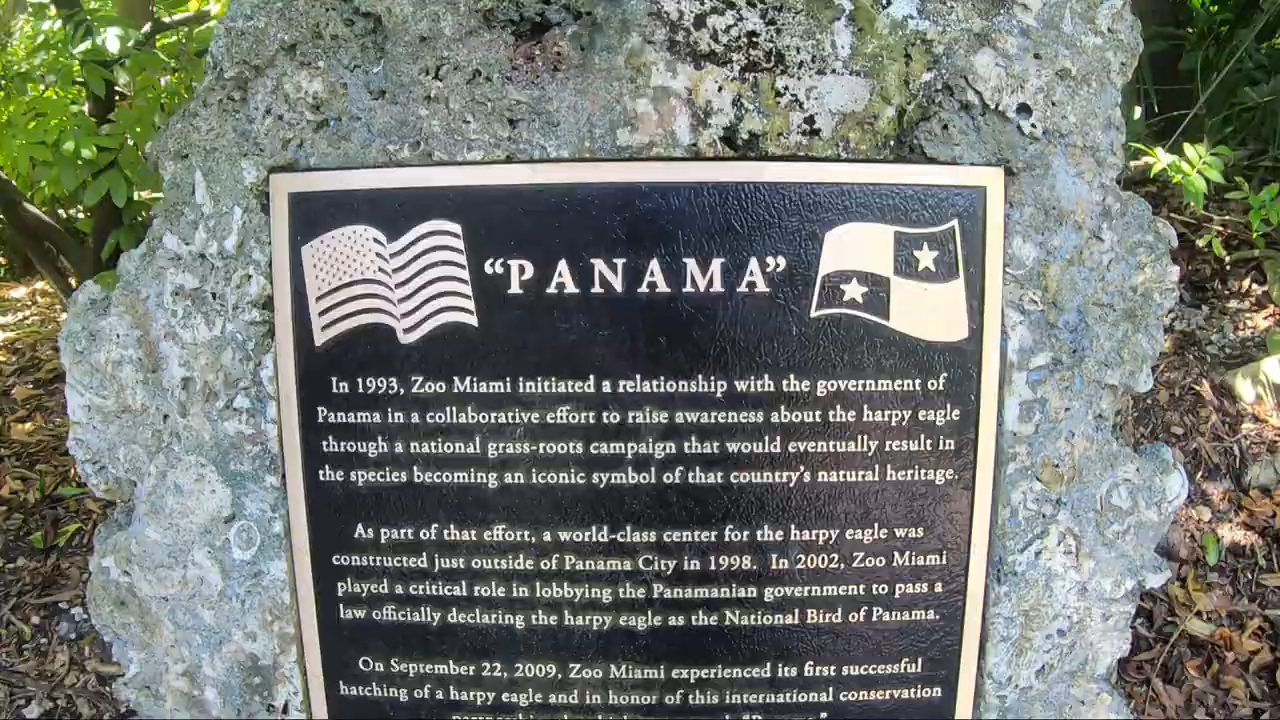 "PANAMA"
In 1993, Zoo Miami initiated a relationship with the government of
Panama in a collaborative effort to raise awareness about the harpy eagle
through a national grass-roots campaign that would eventually result in
the species becoming an iconic symbol of that country's natural heritage.
As part of that effort, a world-class center for the harpy eagle was
constructed just outside of Panama City in 1998. In 2002, Zoo Miami
played a critical role in lobbying the Panamanian government to pass a
law officially declaring the harpy eagle as the National Bird of Panama.
On September 22, 2009, Zoo Miami experienced its first successful
hatching of a harpy eagle and in honor of this international conservation